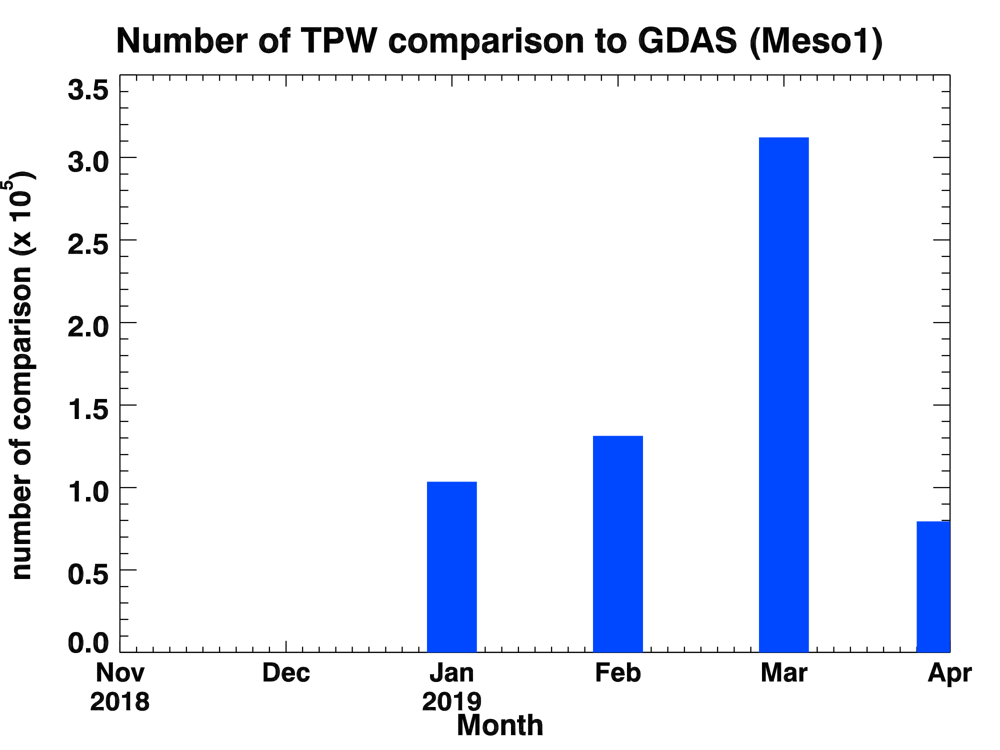 Number of TPW comparison to GDAS (Meso1)
number of comparison (x 10⁵)
3.5
3.0
2.5
2.0
1.5
1.0
0.5
0.0
Nov Dec Jan Feb Mar Apr
2018 2019
Month